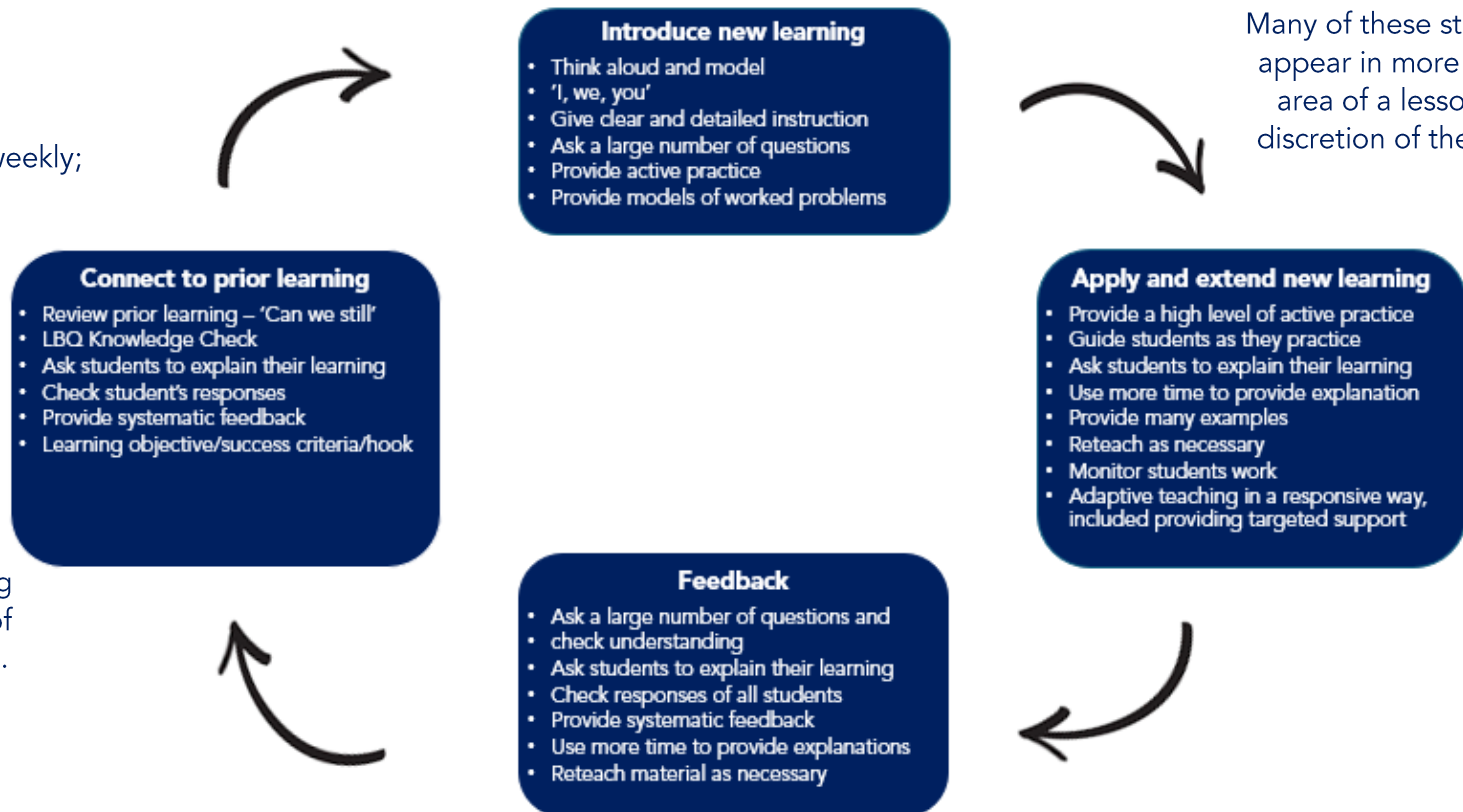 Introduce new learning
• Think aloud and model
• 'I, we, you'
• Give clear and detailed instruction
• Ask a large number of questions
• Provide active practice
• Provide models of worked problems
Many of these st
appear in more
area of a lesso
discretion of the
weekly;
Connect to prior learning
• Review prior learning – 'Can we still'
• LBQ Knowledge Check
• Ask students to explain their learning
• Check student's responses
• Provide systematic feedback
• Learning objective/success criteria/hook
Apply and extend new learning
• Provide a high level of active practice
• Guide students as they practice
• Ask students to explain their learning
• Use more time to provide explanation
• Provide many examples
• Reteach as necessary
• Monitor students work
• Adaptive teaching in a responsive way,
included providing targeted support
g
of
.
Feedback
• Ask a large number of questions and
• check understanding
• Ask students to explain their learning
• Check responses of all students
• Provide systematic feedback
• Use more time to provide explanations
• Reteach material as necessary